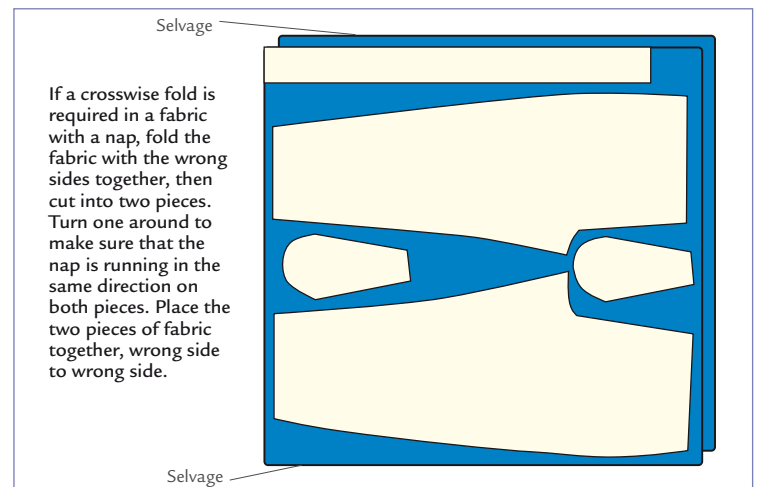 Selvage
If a crosswise fold is
required in a fabric
with a nap, fold the
fabric with the wrong
sides together, then
cut into two pieces.
Turn one around to
make sure that the
nap is running in the
same direction on
both pieces. Place the
two pieces of fabric
together, wrong side
to wrong side.
Selvage